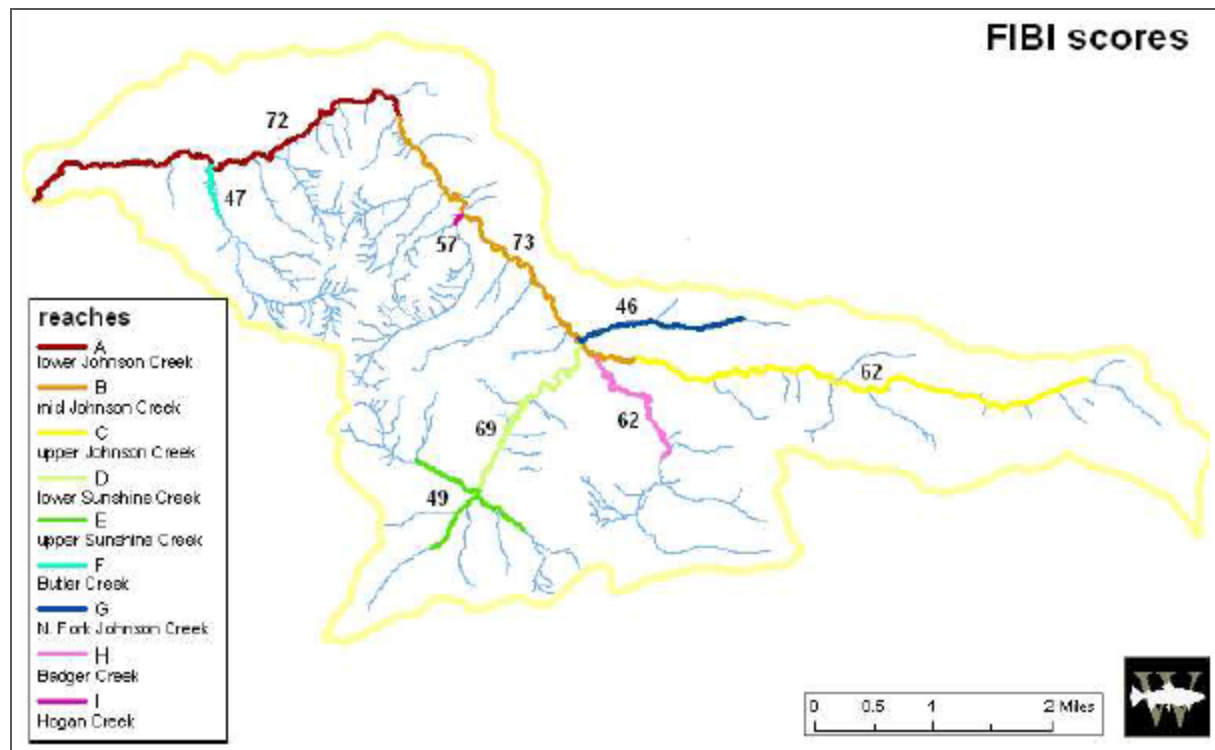 FIBI scores
72
47
57
73
46
62
69
62
49
reaches
A
lower Johnson Creek
B
mid Johnson Creek
C
upper Johnson Creek
D
lower Sunshine Creek
E
upper Sunshine Creek
F
Butler Creek
G
N. Fork Johnson Creek
H
Badger Creek
I
Hogan Creek
0 0.5 1 2 Miles
W